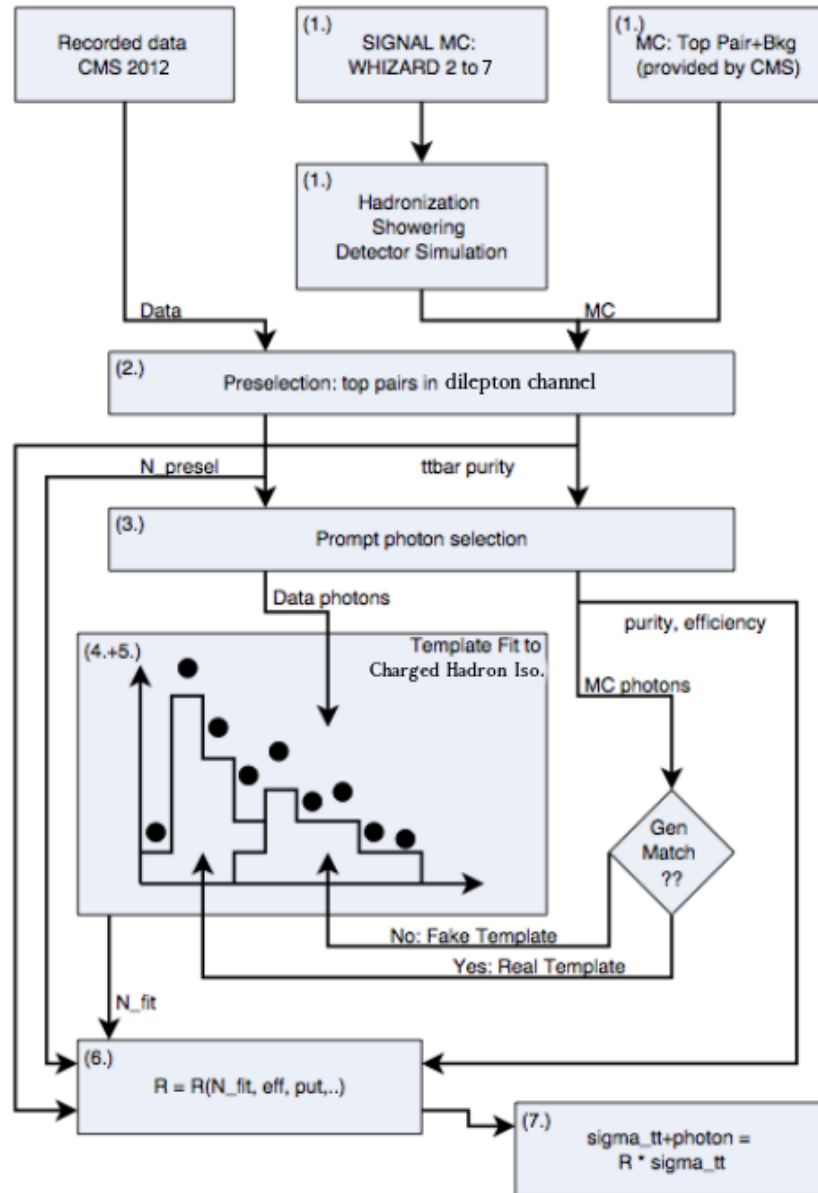 Recorded data
CMS 2012
(1.)
SIGNAL MC:
WHIZARD 2 to 7
(1.)
MC: Top Pair+Bkg
(provided by CMS)
(1.)
Hadronization
Showering
Detector Simulation
Data
MC
(2.)
Preselection: top pairs in dilepton channel
N_presel
ttbar purity
(3.)
Prompt photon selection
Data photons
purity, efficiency
(4.+5.)
Template Fit to
Charged Hadron Iso.
MC photons
Gen
Match
??
No: Fake Template
Yes: Real Template
N_fit
(6.)
R = R(N_fit, eff, put,..)
(7.)
sigma_tt+photon =
R * sigma_tt